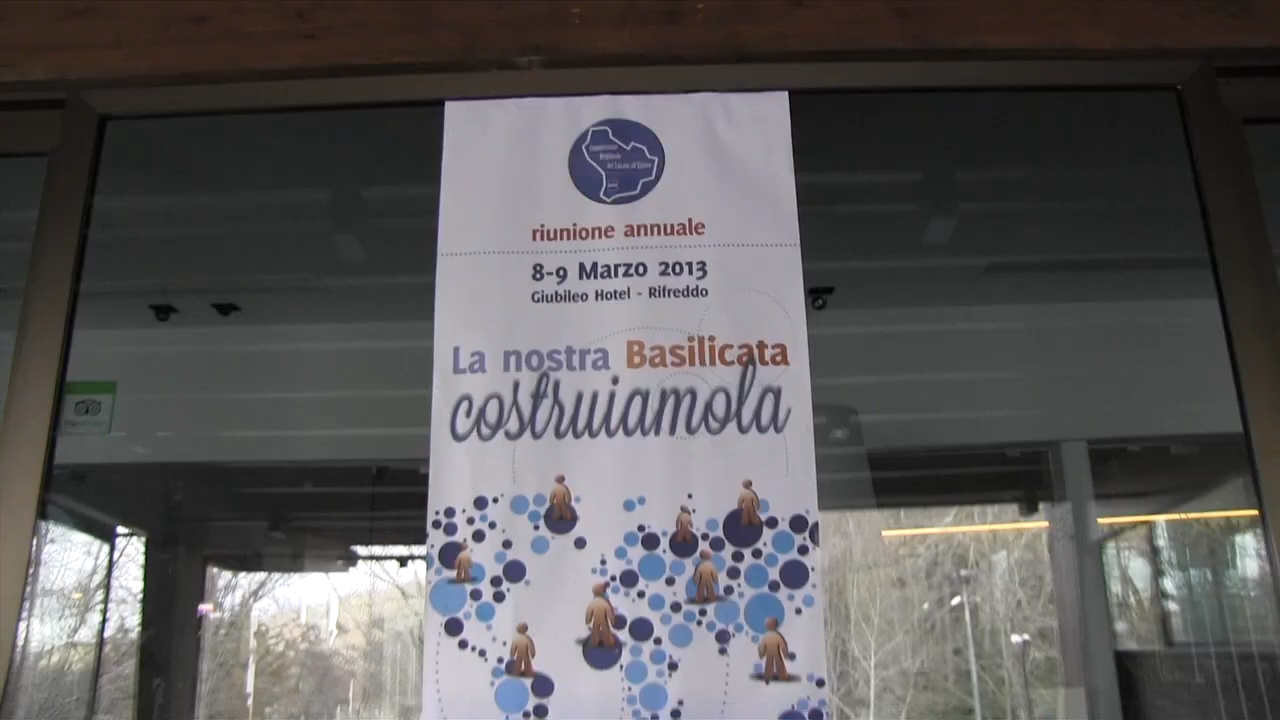 riunione annuale
8-9 Marzo 2013
Giubileo Hotel - Rifreddo
La nostra Basilicata
costruiamola